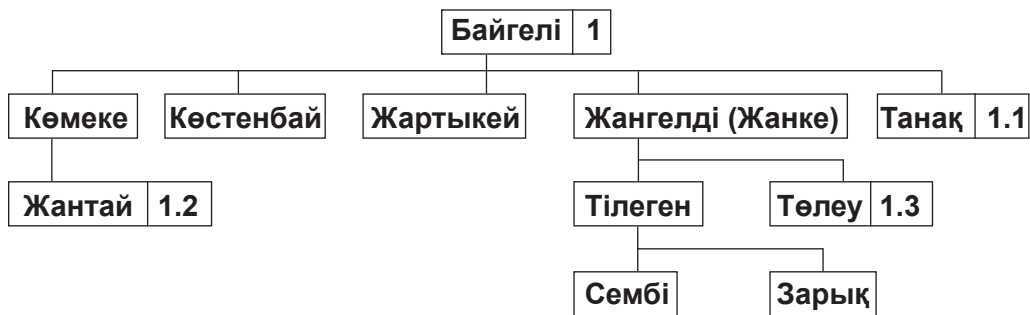 Байгелі 1
Көмеке Көстенбай Жартыкей Жангелді (Жанке) Танақ 1.1
Жантай 1.2 Тілеген Төлеу 1.3
Сембі Зарық